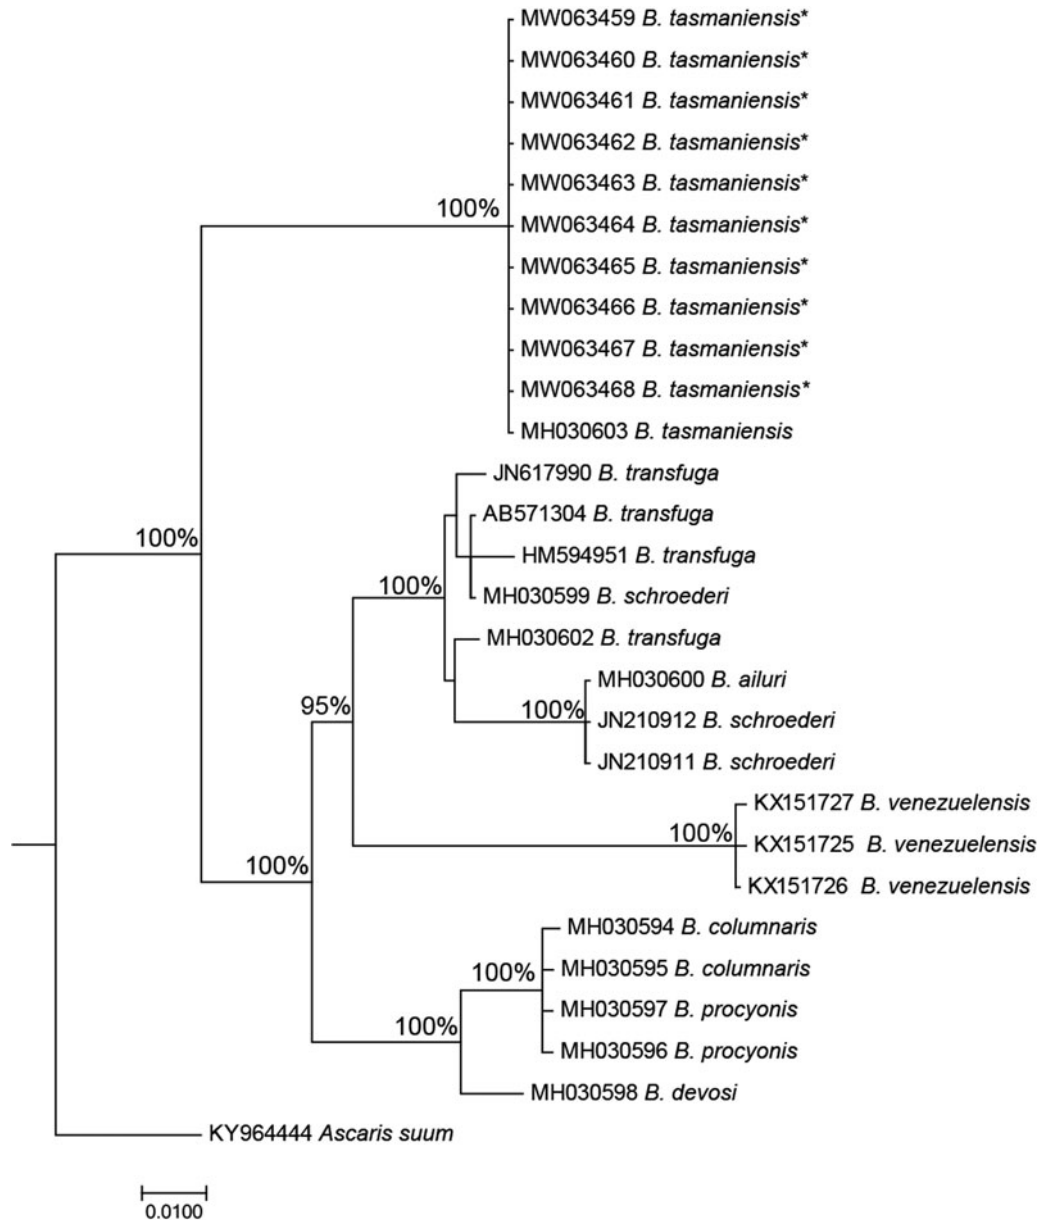 MW063459 B. tasmaniensis*
MW063460 B. tasmaniensis*
MW063461 B. tasmaniensis*
MW063462 B. tasmaniensis*
MW063463 B. tasmaniensis*
100%
MW063464 B. tasmaniensis*
MW063465 B. tasmaniensis*
MW063466 B. tasmaniensis*
MW063467 B. tasmaniensis*
MW063468 B. tasmaniensis*
MH030603 B. tasmaniensis
JN617990 B. transfuga
AB571304 B. transfuga
100%
HM594951 B. transfuga
100%
MH030599 B. schroederi
MH030602 B. transfuga
MH030600 B. ailuri
95%
100%
JN210912 B. schroederi
JN210911 B. schroederi
KX151727 B. venezuelensis
100%
KX151725 B. venezuelensis
100%
KX151726 B. venezuelensis
MH030594 B. columnaris
100%
MH030595 B. columnaris
MH030597 B. procyonis
100%
MH030596 B. procyonis
MH030598 B. devosi
KY964444 Ascaris suum
0.0100